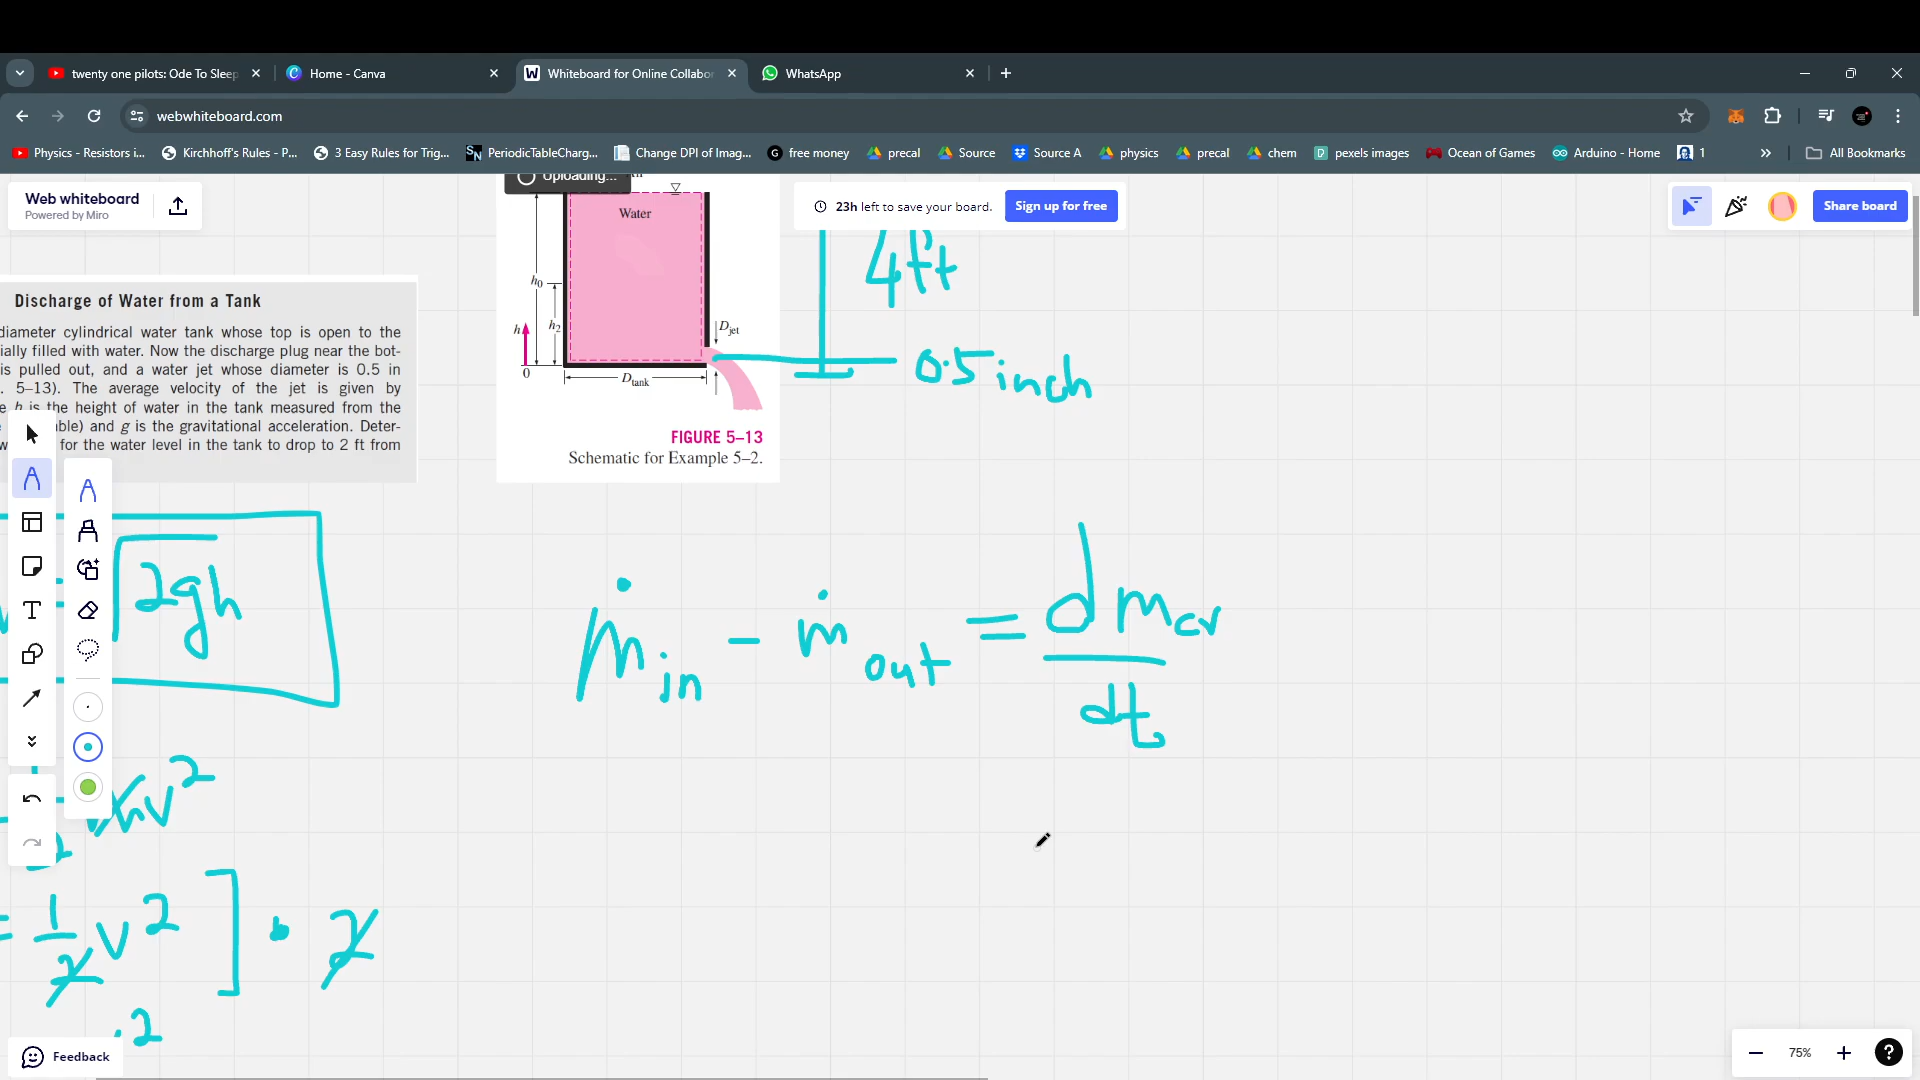 twenty one pilots: Ode To Sleep
Home - Canva
Whiteboard for Online Collabor
WhatsApp
webwhiteboard.com
Physics - Resistors i...
Kirchhoff's Rules - P...
3 Easy Rules for Trig...
PeriodicTableCharg...
Change DPI of Imag...
free money
precal
Source
Source A
physics
precal
chem
pexels images
Ocean of Games
Arduino - Home
1
All Bookmarks
Web whiteboard
Powered by Miro
Uploading...
23h left to save your board.
Sign up for free
Share board
Water
h0
h2
h
0
Djet
Dtank
4ft
0.5 inch
FIGURE 5–13
Schematic for Example 5–2.
Discharge of Water from a Tank
diameter cylindrical water tank whose top is open to the
ially filled with water. Now the discharge plug near the bot-
is pulled out, and a water jet whose diameter is 0.5 in
. 5–13). The average velocity of the jet is given by
e h is the height of water in the tank measured from the
able) and g is the gravitational acceleration. Deter-
for the water level in the tank to drop to 2 ft from
√2gh
ṁin - ṁout = dmcv
dt
mv²
= 1/2 v² ] • 2
.2
Feedback
75%